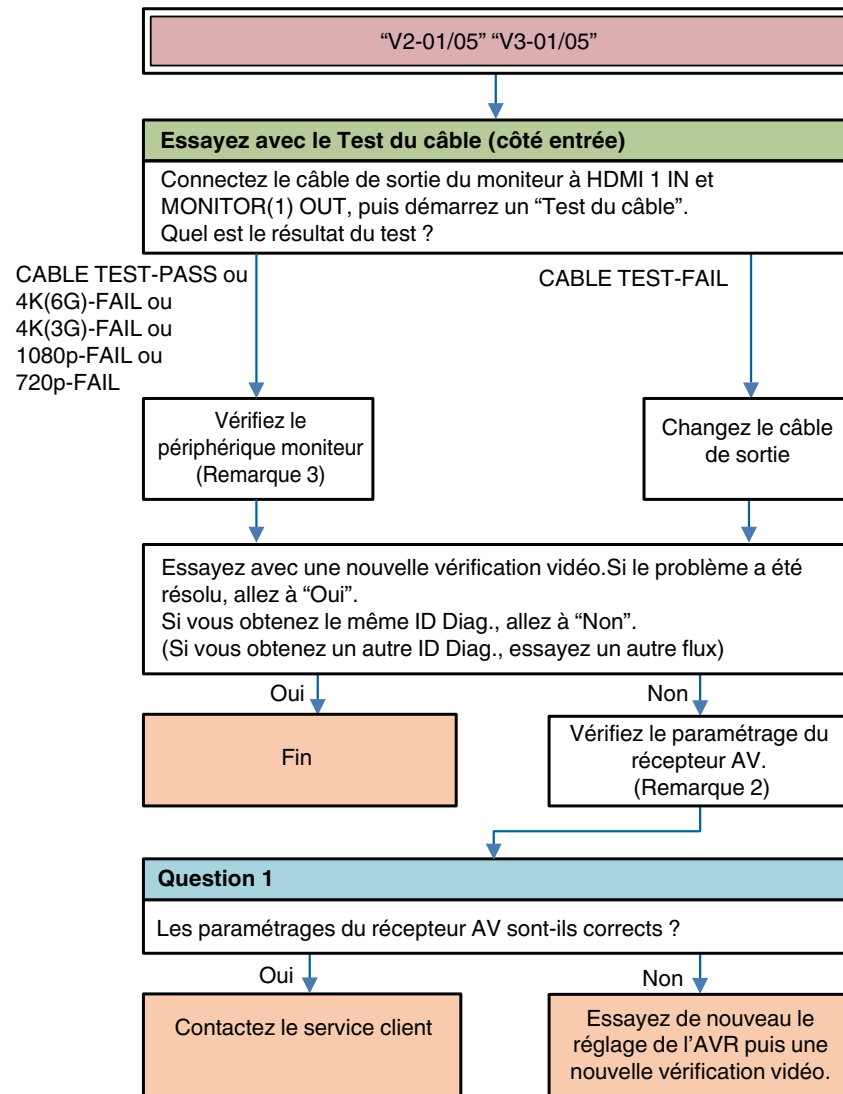 “V2-01/05” “V3-01/05”
Essayez avec le Test du câble (côté entrée)
Connectez le câble de sortie du moniteur à HDMI 1 IN et
MONITOR(1) OUT, puis démarrez un “Test du câble”.
Quel est le résultat du test ?
CABLE TEST-PASS ou
4K(6G)-FAIL ou
4K(3G)-FAIL ou
1080p-FAIL ou
720p-FAIL
CABLE TEST-FAIL
Vérifiez le
périphérique moniteur
(Remarque 3)
Changez le câble
de sortie
Essayez avec une nouvelle vérification vidéo.Si le problème a été
résolu, allez à “Oui”.
Si vous obtenez le même ID Diag., allez à “Non”.
(Si vous obtenez un autre ID Diag., essayez un autre flux)
Oui
Non
Fin
Vérifiez le paramétrage du
récepteur AV.
(Remarque 2)
Question 1
Les paramétrages du récepteur AV sont-ils corrects ?
Oui
Non
Contactez le service client
Essayez de nouveau le
réglage de l’AVR puis une
nouvelle vérification vidéo.